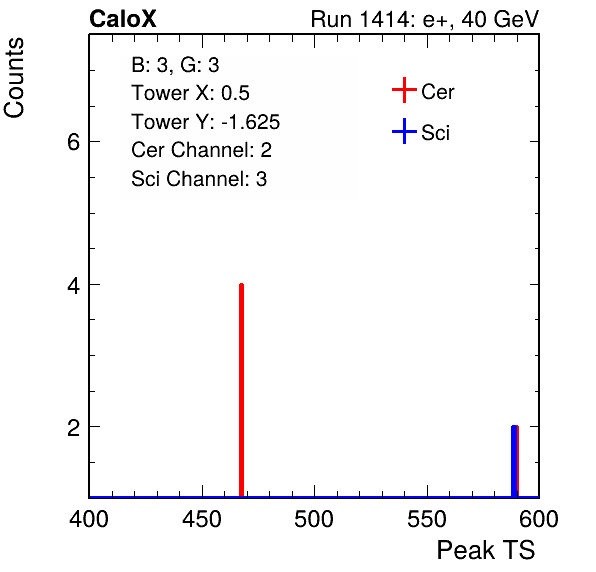 CaloX Run 1414: e+, 40 GeV
Counts
B: 3, G: 3
Tower X: 0.5
Tower Y: -1.625
Cer Channel: 2
Sci Channel: 3
Cer
Sci
6
4
2
400 450 500 550 600
Peak TS